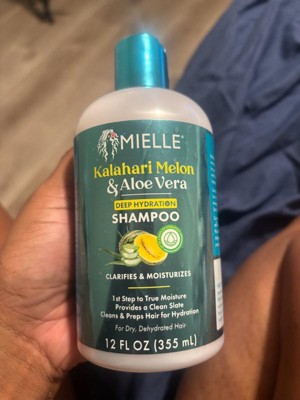 MIELLE
Kalahari Melon
& Aloe Vera
DEEP HYDRATION
SHAMPOO
CLARIFIES & MOISTURIZES
1st Step to True Moisture
Provides a Clean Slate
Cleans & Preps Hair for Hydration
For Dry, Dehydrated Hair
12 FL OZ (355 mL)